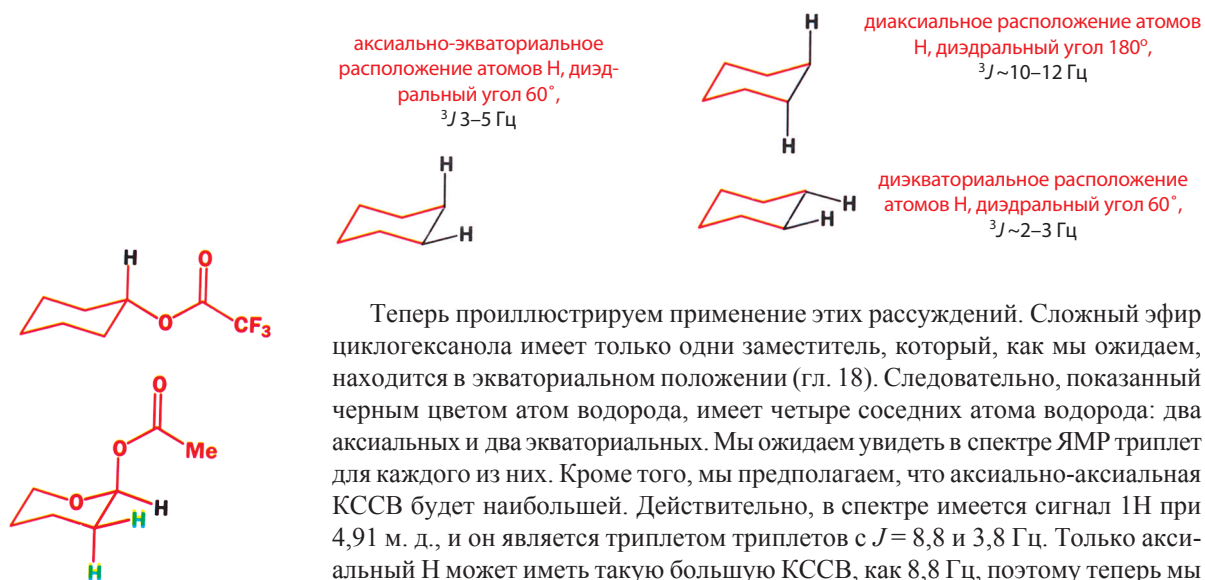 аксиально-экваториальное
расположение атомов H, диэд-
ральный угол 60˚,
³J 3–5 Гц
H
H
диаксиальное расположение атомов
H, диэдральный угол 180º,
³J ~10–12 Гц
H
H
диэкваториальное расположение
атомов H, диэдральный угол 60˚,
³J ~2–3 Гц
H
H
H
O
O
CF₃
O
O
Me
O
H
H
H
Теперь проиллюстрируем применение этих рассуждений. Сложный эфир
циклогексанола имеет только одни заместитель, который, как мы ожидаем,
находится в экваториальном положении (гл. 18). Следовательно, показанный
черным цветом атом водорода, имеет четыре соседних атома водорода: два
аксиальных и два экваториальных. Мы ожидаем увидеть в спектре ЯМР триплет
для каждого из них. Кроме того, мы предполагаем, что аксиально-аксиальная
КССВ будет наибольшей. Действительно, в спектре имеется сигнал 1H при
4,91 м. д., и он является триплетом триплетов с J = 8,8 и 3,8 Гц. Только акси-
альный H может иметь такую большую КССВ, как 8,8 Гц, поэтому теперь мы